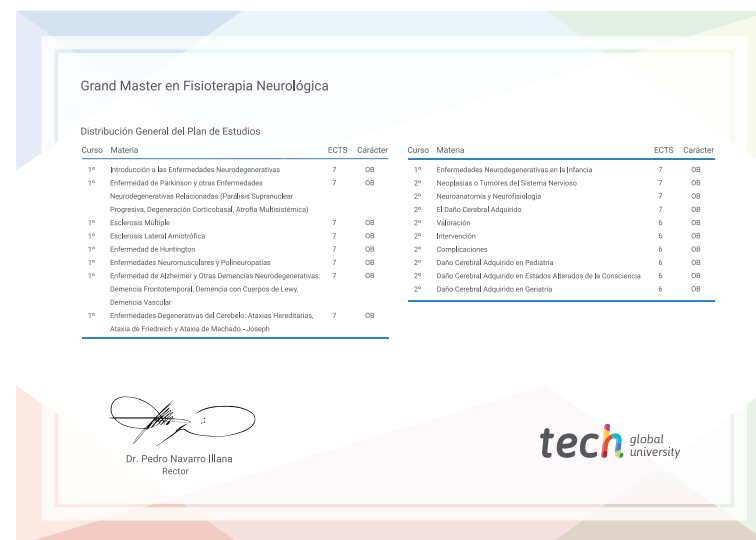 Grand Master en Fisioterapia Neurológica
Distribución General del Plan de Estudios
Curso Materia ECTS Carácter
1º Introducción a las Enfermedades Neurodegenerativas 7 OB
1º Enfermedad de Parkinson y otras Enfermedades 7 OB
Neurodegenerativas Relacionadas (Parálisis Supranuclear
Progresiva, Degeneración Corticobasal, Atrofia Multisistémica)
1º Esclerosis Múltiple 7 OB
1º Esclerosis Lateral Amiotrófica 7 OB
1º Enfermedad de Huntington 7 OB
1º Enfermedades Neuromusculares y Polineuropatías 7 OB
1º Enfermedad de Alzheimer y Otras Demencias Neurodegenerativas: 7 OB
Demencia Frontotemporal, Demencia con Cuerpos de Lewy,
Demencia Vascular
1º Enfermedades Degenerativas del Cerebelo: Ataxias Hereditarias, 7 OB
Ataxia de Friedreich y Ataxia de Machado - Joseph
Curso Materia ECTS Carácter
1º Enfermedades Neurodegenerativas en la Infancia 7 OB
2º Neoplasias o Tumores del Sistema Nervioso 7 OB
2º Neuroanatomía y Neurofisiología 7 OB
2º El Daño Cerebral Adquirido 7 OB
2º Valoración 6 OB
2º Intervención 6 OB
2º Complicaciones 6 OB
2º Daño Cerebral Adquirido en Pediatría 6 OB
2º Daño Cerebral Adquirido en Estados Alterados de la Consciencia 6 OB
2º Daño Cerebral Adquirido en Geriatría 6 OB
Dr. Pedro Navarro Illana
Rector
tech global
university